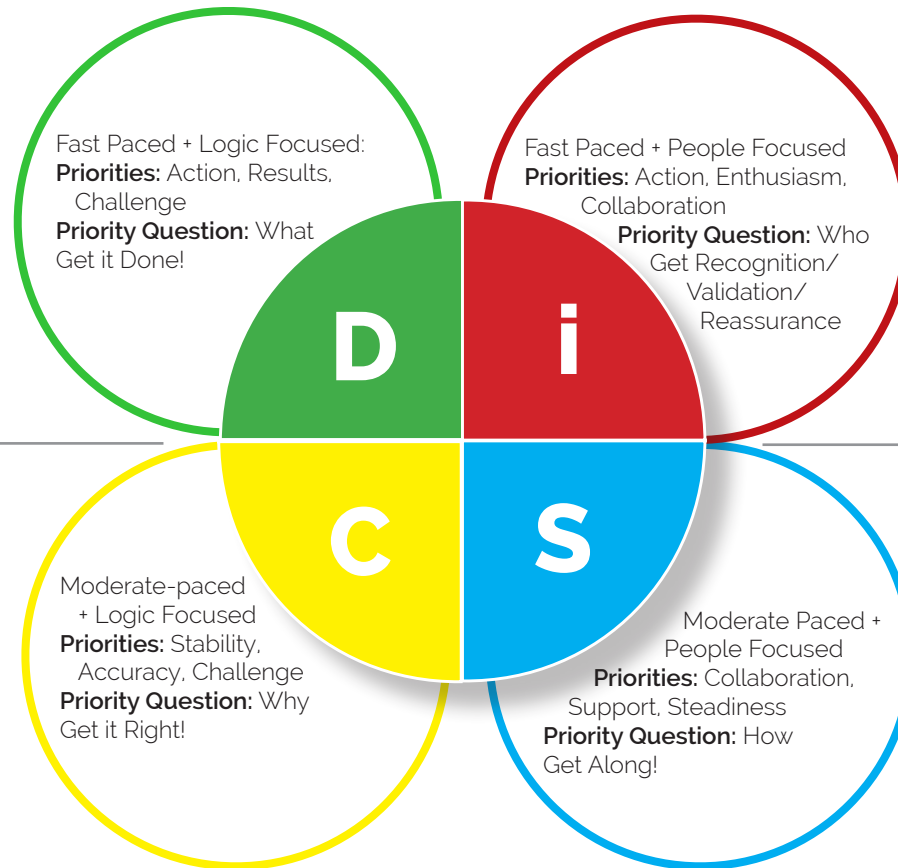 Fast Paced + Logic Focused:
Priorities: Action, Results,
Challenge
Priority Question: What
Get it Done!
Fast Paced + People Focused
Priorities: Action, Enthusiasm,
Collaboration
Priority Question: Who
Get Recognition/
Validation/
Reassurance
D
i
C
S
Moderate-paced
+ Logic Focused
Priorities: Stability,
Accuracy, Challenge
Priority Question: Why
Get it Right!
Moderate Paced +
People Focused
Priorities: Collaboration,
Support, Steadiness
Priority Question: How
Get Along!